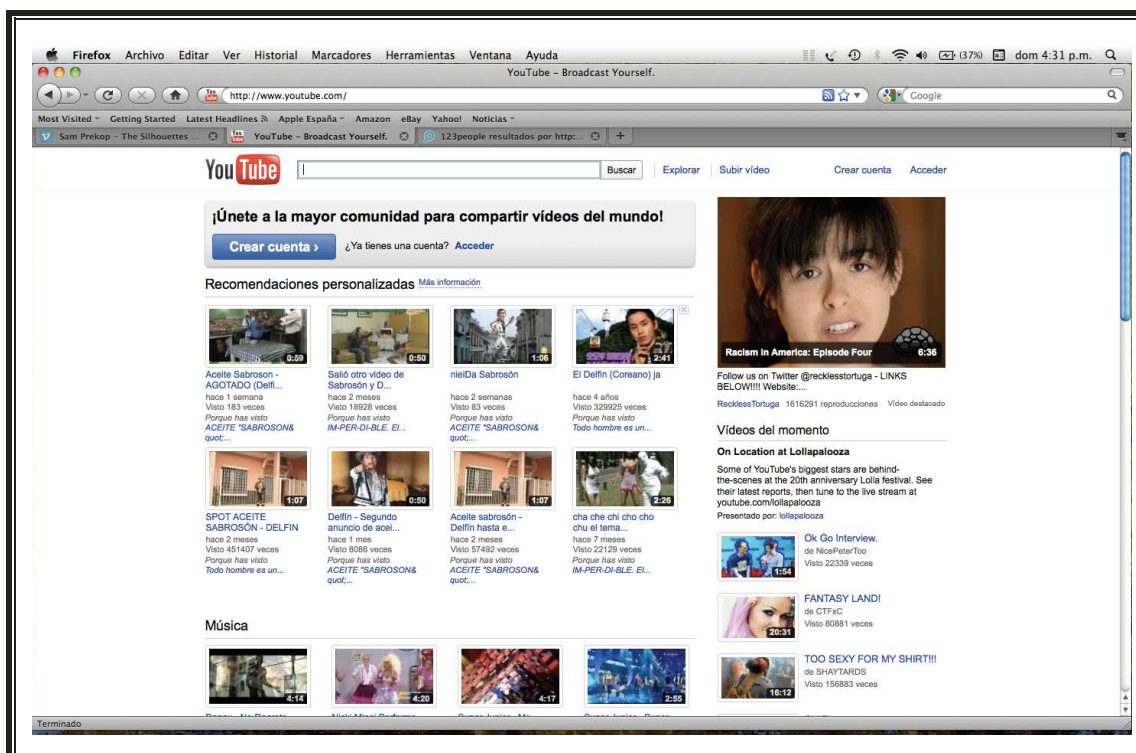 Firefox Archivo Editar Ver Historial Marcadores Herramientas Ventana Ayuda (37%) dom 4:31 p.m.
YouTube – Broadcast Yourself.
http://www.youtube.com/
Google
Most Visited Getting Started Latest Headlines Apple España Amazon eBay Yahoo! Noticias
Sam Prekop – The Silhouettes ... YouTube – Broadcast Yourself. 123people resultados por http:... +
YouTube Buscar Explorar Subir vídeo Crear cuenta Acceder
¡Únete a la mayor comunidad para compartir vídeos del mundo!
Crear cuenta › ¿Ya tienes una cuenta? Acceder
Recomendaciones personalizadas Más información
0:59
Aceite Sabroson -
AGOTADO (Delfi...
hace 1 semana
Visto 183 veces
Porque has visto
ACEITE "SABROSON&
quot;...
0:50
Salió otro video de
Sabrosón y D...
hace 2 meses
Visto 18928 veces
Porque has visto
IM-PER-DI-BLE. El...
1:06
nielDa Sabrosón
hace 2 semanas
Visto 83 veces
Porque has visto
ACEITE "SABROSON&
quot;...
2:41
El Delfin (Coreano) ja
hace 4 años
Visto 329925 veces
Porque has visto
Todo hombre es un...
1:07
SPOT ACEITE
SABROSÓN - DELFIN
hace 2 meses
Visto 451407 veces
Porque has visto
Todo hombre es un...
0:50
Delfín - Segundo
anuncio de acei...
hace 1 mes
Visto 8086 veces
Porque has visto
ACEITE "SABROSON&
quot;...
1:07
Aceite sabrosón -
Delfín hasta e...
hace 2 meses
Visto 57492 veces
Porque has visto
ACEITE "SABROSON&
quot;...
2:26
cha che chi cho cho
chu el tema...
hace 7 meses
Visto 22129 veces
Porque has visto
IM-PER-DI-BLE. El...
Música
4:14
4:20
4:17
2:55
Racism in America: Episode Four 6:36
Follow us on Twitter @recklesstortuga - LINKS
BELOW!!!! Website:...
RecklessTortuga 1616291 reproducciones Vídeo destacado
Vídeos del momento
On Location at Lollapalooza
Some of YouTube's biggest stars are behind-
the-scenes at the 20th anniversary Lolla festival. See
their latest reports, then tune to the live stream at
youtube.com/lollapalooza
Presentado por: lollapalooza
1:54
Ok Go Interview.
de NicePeterToo
Visto 22339 veces
20:31
FANTASY LAND!
de CTFxC
Visto 80881 veces
16:12
TOO SEXY FOR MY SHIRT!!!
de SHAYTARDS
Visto 156883 veces
Terminado